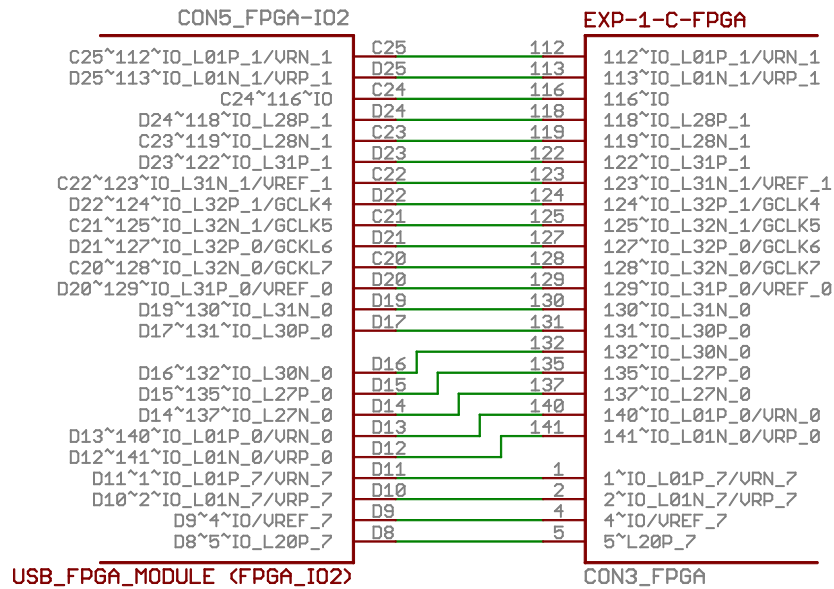 CON5_FPGA-IO2 EXP-1-C-FPGA
C25~112~IO_L01P_1/VRN_1 C25 112 112~IO_L01P_1/VRN_1
D25~113~IO_L01N_1/VRP_1 D25 113 113~IO_L01N_1/VRP_1
C24~116~IO C24 116 116~IO
D24~118~IO_L28P_1 D24 118 118~IO_L28P_1
C23~119~IO_L28N_1 C23 119 119~IO_L28N_1
D23~122~IO_L31P_1 D23 122 122~IO_L31P_1
C22~123~IO_L31N_1/VREF_1 C22 123 123~IO_L31N_1/VREF_1
D22~124~IO_L32P_1/GCLK4 D22 124 124~IO_L32P_1/GCLK4
C21~125~IO_L32N_1/GCLK5 C21 125 125~IO_L32N_1/GCLK5
D21~127~IO_L32P_0/GCKL6 D21 127 127~IO_L32P_0/GCLK6
C20~128~IO_L32N_0/GCKL7 C20 128 128~IO_L32N_0/GCLK7
D20~129~IO_L31P_0/VREF_0 D20 129 129~IO_L31P_0/VREF_0
D19~130~IO_L31N_0 D19 130 130~IO_L31N_0
D17~131~IO_L30P_0 D17 131 131~IO_L30P_0
132 132~IO_L30N_0
D16~132~IO_L30N_0 D16 135 135~IO_L27P_0
D15~135~IO_L27P_0 D15 137 137~IO_L27N_0
D14~137~IO_L27N_0 D14 140 140~IO_L01P_0/VRN_0
D13~140~IO_L01P_0/VRN_0 D13 141 141~IO_L01N_0/VRP_0
D12~141~IO_L01N_0/VRP_0 D12
D11~1~IO_L01P_7/VRN_7 D11 1 1~IO_L01P_7/VRN_7
D10~2~IO_L01N_7/VRP_7 D10 2 2~IO_L01N_7/VRP_7
D9~4~IO/VREF_7 D9 4 4~IO/VREF_7
D8~5~IO_L20P_7 D8 5 5~L20P_7
USB_FPGA_MODULE (FPGA_IO2) CON3_FPGA